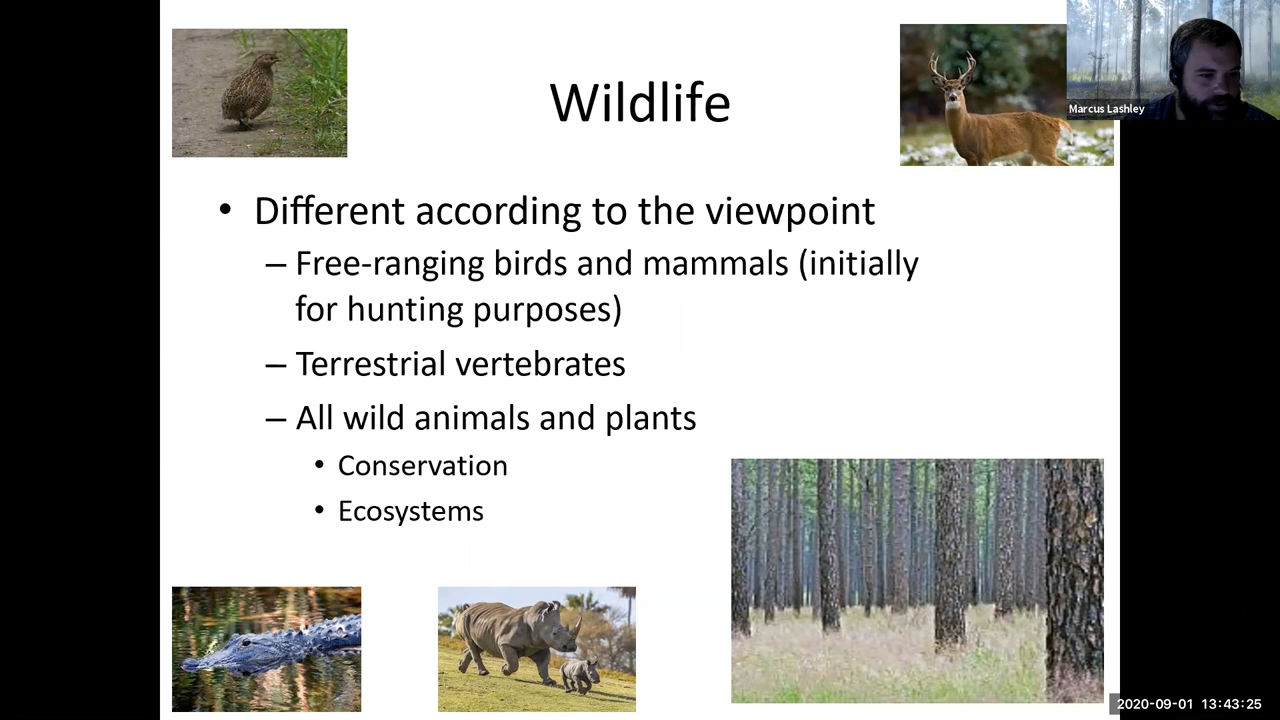 Wildlife
Marcus Lashley
• Different according to the viewpoint
– Free-ranging birds and mammals (initially
for hunting purposes)
– Terrestrial vertebrates
– All wild animals and plants
• Conservation
• Ecosystems
2020-09-01 13:43:25